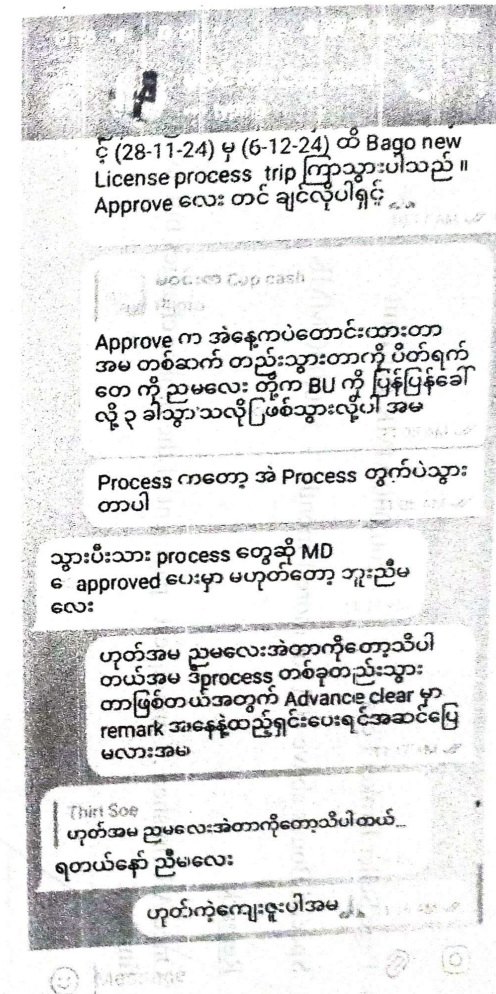 င့် (28-11-24) မှ (6-12-24) ထိ Bago new
License process trip ကြာသွားပါသည် ။
Approve လေး တင် ချင်လို့ပါရှင့်
Cup cash
Approve က အဲနေ့ကပဲတောင်းထားတာ
အမ တစ်ဆက် တည်းသွားတာကို ပိတ်ရက်
တေ ကို ညမလေး တို့က BU ကို ပြန်ပြန်ခေါ်
လို့ ၃ ခါသွားသလိုဖြစ်သွားလို့ပါ အမ
Process ကတော့ အဲ Process တွက်ပဲသွား
တာပါ
သွားပီးသား process တွေဆို MD
approved ပေးမှာ မဟုတ်တော့ ဘူးညီမ
လေး
ဟုတ်အမ ညမလေးအဲတာကိုတော့သိပါ
တယ်အမ ဒီprocess တစ်ခုတည်းသွား
တာဖြစ်တယ်အတွက် Advance clear မှာ
remark အနေနဲ့ထည့်ရှင်းပေးရင်အဆင်ပြေ
မလားအမ
Thiri Soe
ဟုတ်အမ ညမလေးအဲတာကိုတော့သိပါတယ်...
ရတယ်နော် ညီမလေး
ဟုတ်ကဲ့ကျေးဇူးပါအမ
Message